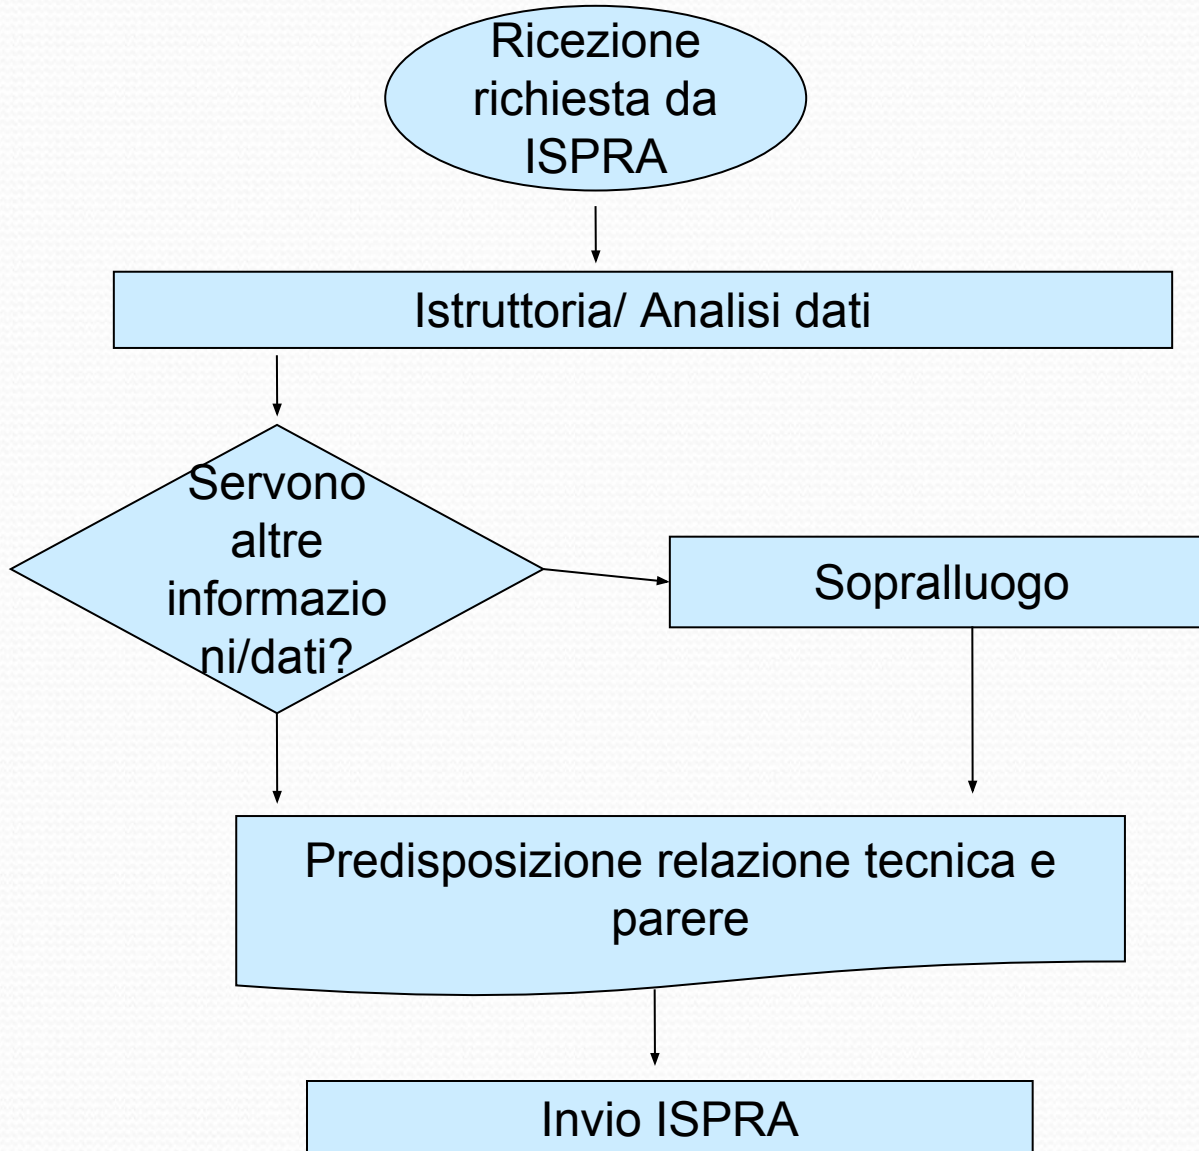 Ricezione
richiesta da
ISPRA
Istruttoria/ Analisi dati
Servono
altre
informazio
ni/dati?
Sopralluogo
Predisposizione relazione tecnica e
parere
Invio ISPRA